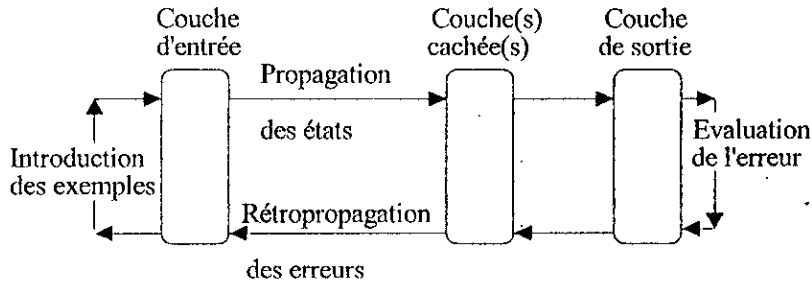 Couche
d'entrée
Couche(s)
cachée(s)
Couche
de sortie
Propagation
des états
Introduction
des exemples
Evaluation
de l'erreur
Rétropropagation
des erreurs